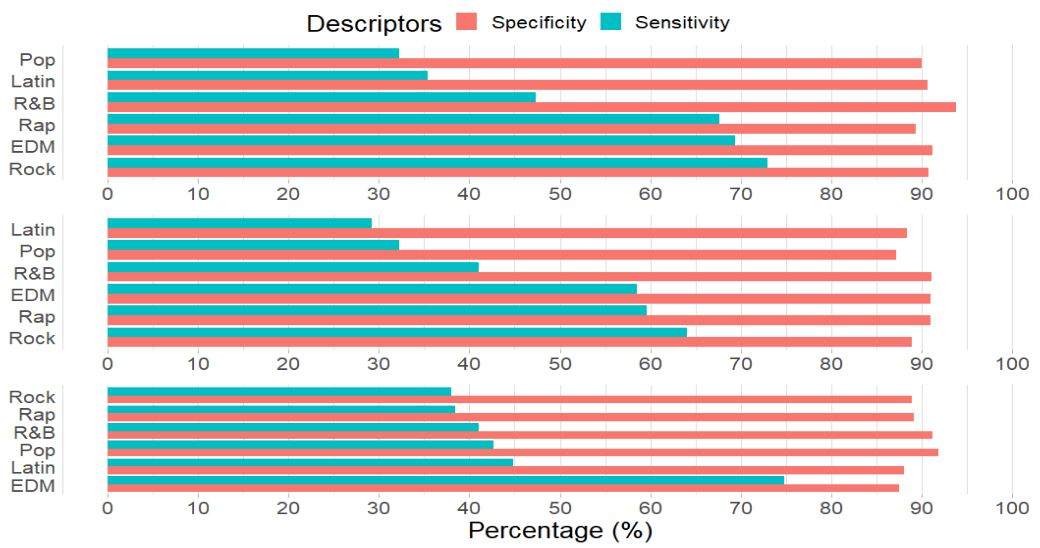 Descriptors Specificity Sensitivity
Pop
Latin
R&B
Rap
EDM
Rock
0 10 20 30 40 50 60 70 80 90 100
Latin
Pop
R&B
EDM
Rap
Rock
0 10 20 30 40 50 60 70 80 90 100
Rock
Rap
R&B
Pop
Latin
EDM
0 10 20 30 40 50 60 70 80 90 100
Percentage (%)